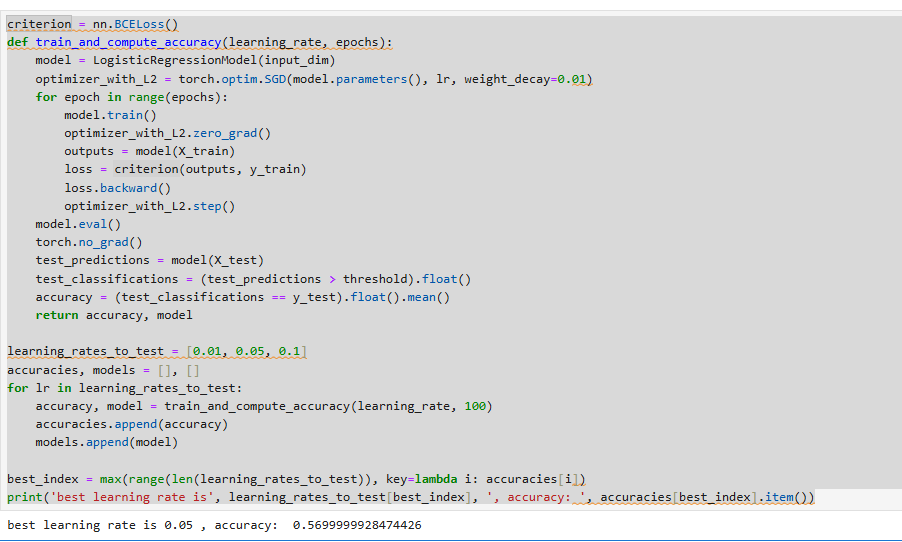 criterion = nn.BCELoss()
def train_and_compute_accuracy(learning_rate, epochs):
    model = LogisticRegressionModel(input_dim)
    optimizer_with_L2 = torch.optim.SGD(model.parameters(), lr, weight_decay=0.01)
    for epoch in range(epochs):
        model.train()
        optimizer_with_L2.zero_grad()
        outputs = model(X_train)
        loss = criterion(outputs, y_train)
        loss.backward()
        optimizer_with_L2.step()
    model.eval()
    torch.no_grad()
    test_predictions = model(X_test)
    test_classifications = (test_predictions > threshold).float()
    accuracy = (test_classifications == y_test).float().mean()
    return accuracy, model

learning_rates_to_test = [0.01, 0.05, 0.1]
accuracies, models = [], []
for lr in learning_rates_to_test:
    accuracy, model = train_and_compute_accuracy(learning_rate, 100)
    accuracies.append(accuracy)
    models.append(model)

best_index = max(range(len(learning_rates_to_test)), key=lambda i: accuracies[i])
print('best learning rate is', learning_rates_to_test[best_index], ', accuracy: ', accuracies[best_index].item())
best learning rate is 0.05 , accuracy:  0.5699999928474426